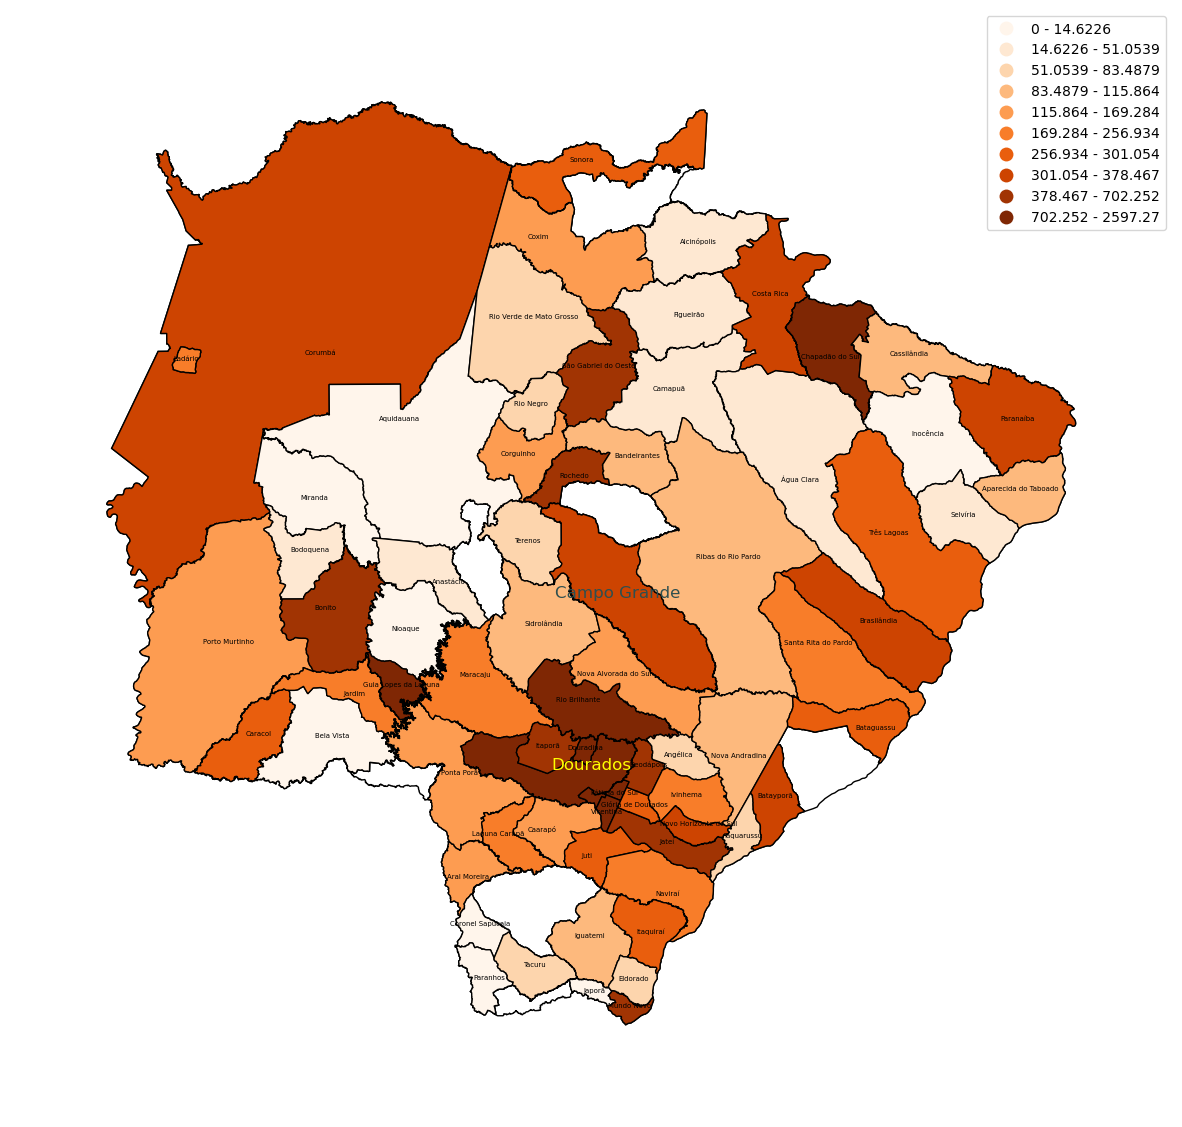 0 - 14.6226
14.6226 - 51.0539
51.0539 - 83.4879
83.4879 - 115.864
115.864 - 169.284
169.284 - 256.934
256.934 - 301.054
301.054 - 378.467
378.467 - 702.252
702.252 - 2597.27
Sonora
Coxim
Alcinópolis
Costa Rica
Rio Verde de Mato Grosso
Figueirão
Corumbá
Ladário
Chapadão do Sul
Cassilândia
São Gabriel do Oeste
Camapuã
Rio Negro
Aquidauana
Paranaíba
Inocência
Corguinho
Bandeirantes
Rochedo
Água Clara
Aparecida do Taboado
Miranda
Selvíria
Três Lagoas
Terenos
Bodoquena
Ribas do Rio Pardo
Anastácio
Campo Grande
Bonito
Brasilândia
Sidrolândia
Nioaque
Porto Murtinho
Santa Rita do Pardo
Maracaju
Nova Alvorada do Sul
Guia Lopes da Laguna
Jardim
Rio Brilhante
Bataguassu
Caracol
Bela Vista
Itaporã
Douradina
Angélica
Nova Andradina
Deodápolis
Dourados
Ponta Porã
Fátima do Sul
Ivinhema
Batayporã
Glória de Dourados
Vicentina
Novo Horizonte do Sul
Caarapó
Laguna Carapã
Taquarussu
Jateí
Juti
Aral Moreira
Naviraí
Coronel Sapucaia
Itaquiraí
Iguatemi
Tacuru
Paranhos
Eldorado
Japorã
Mundo Novo